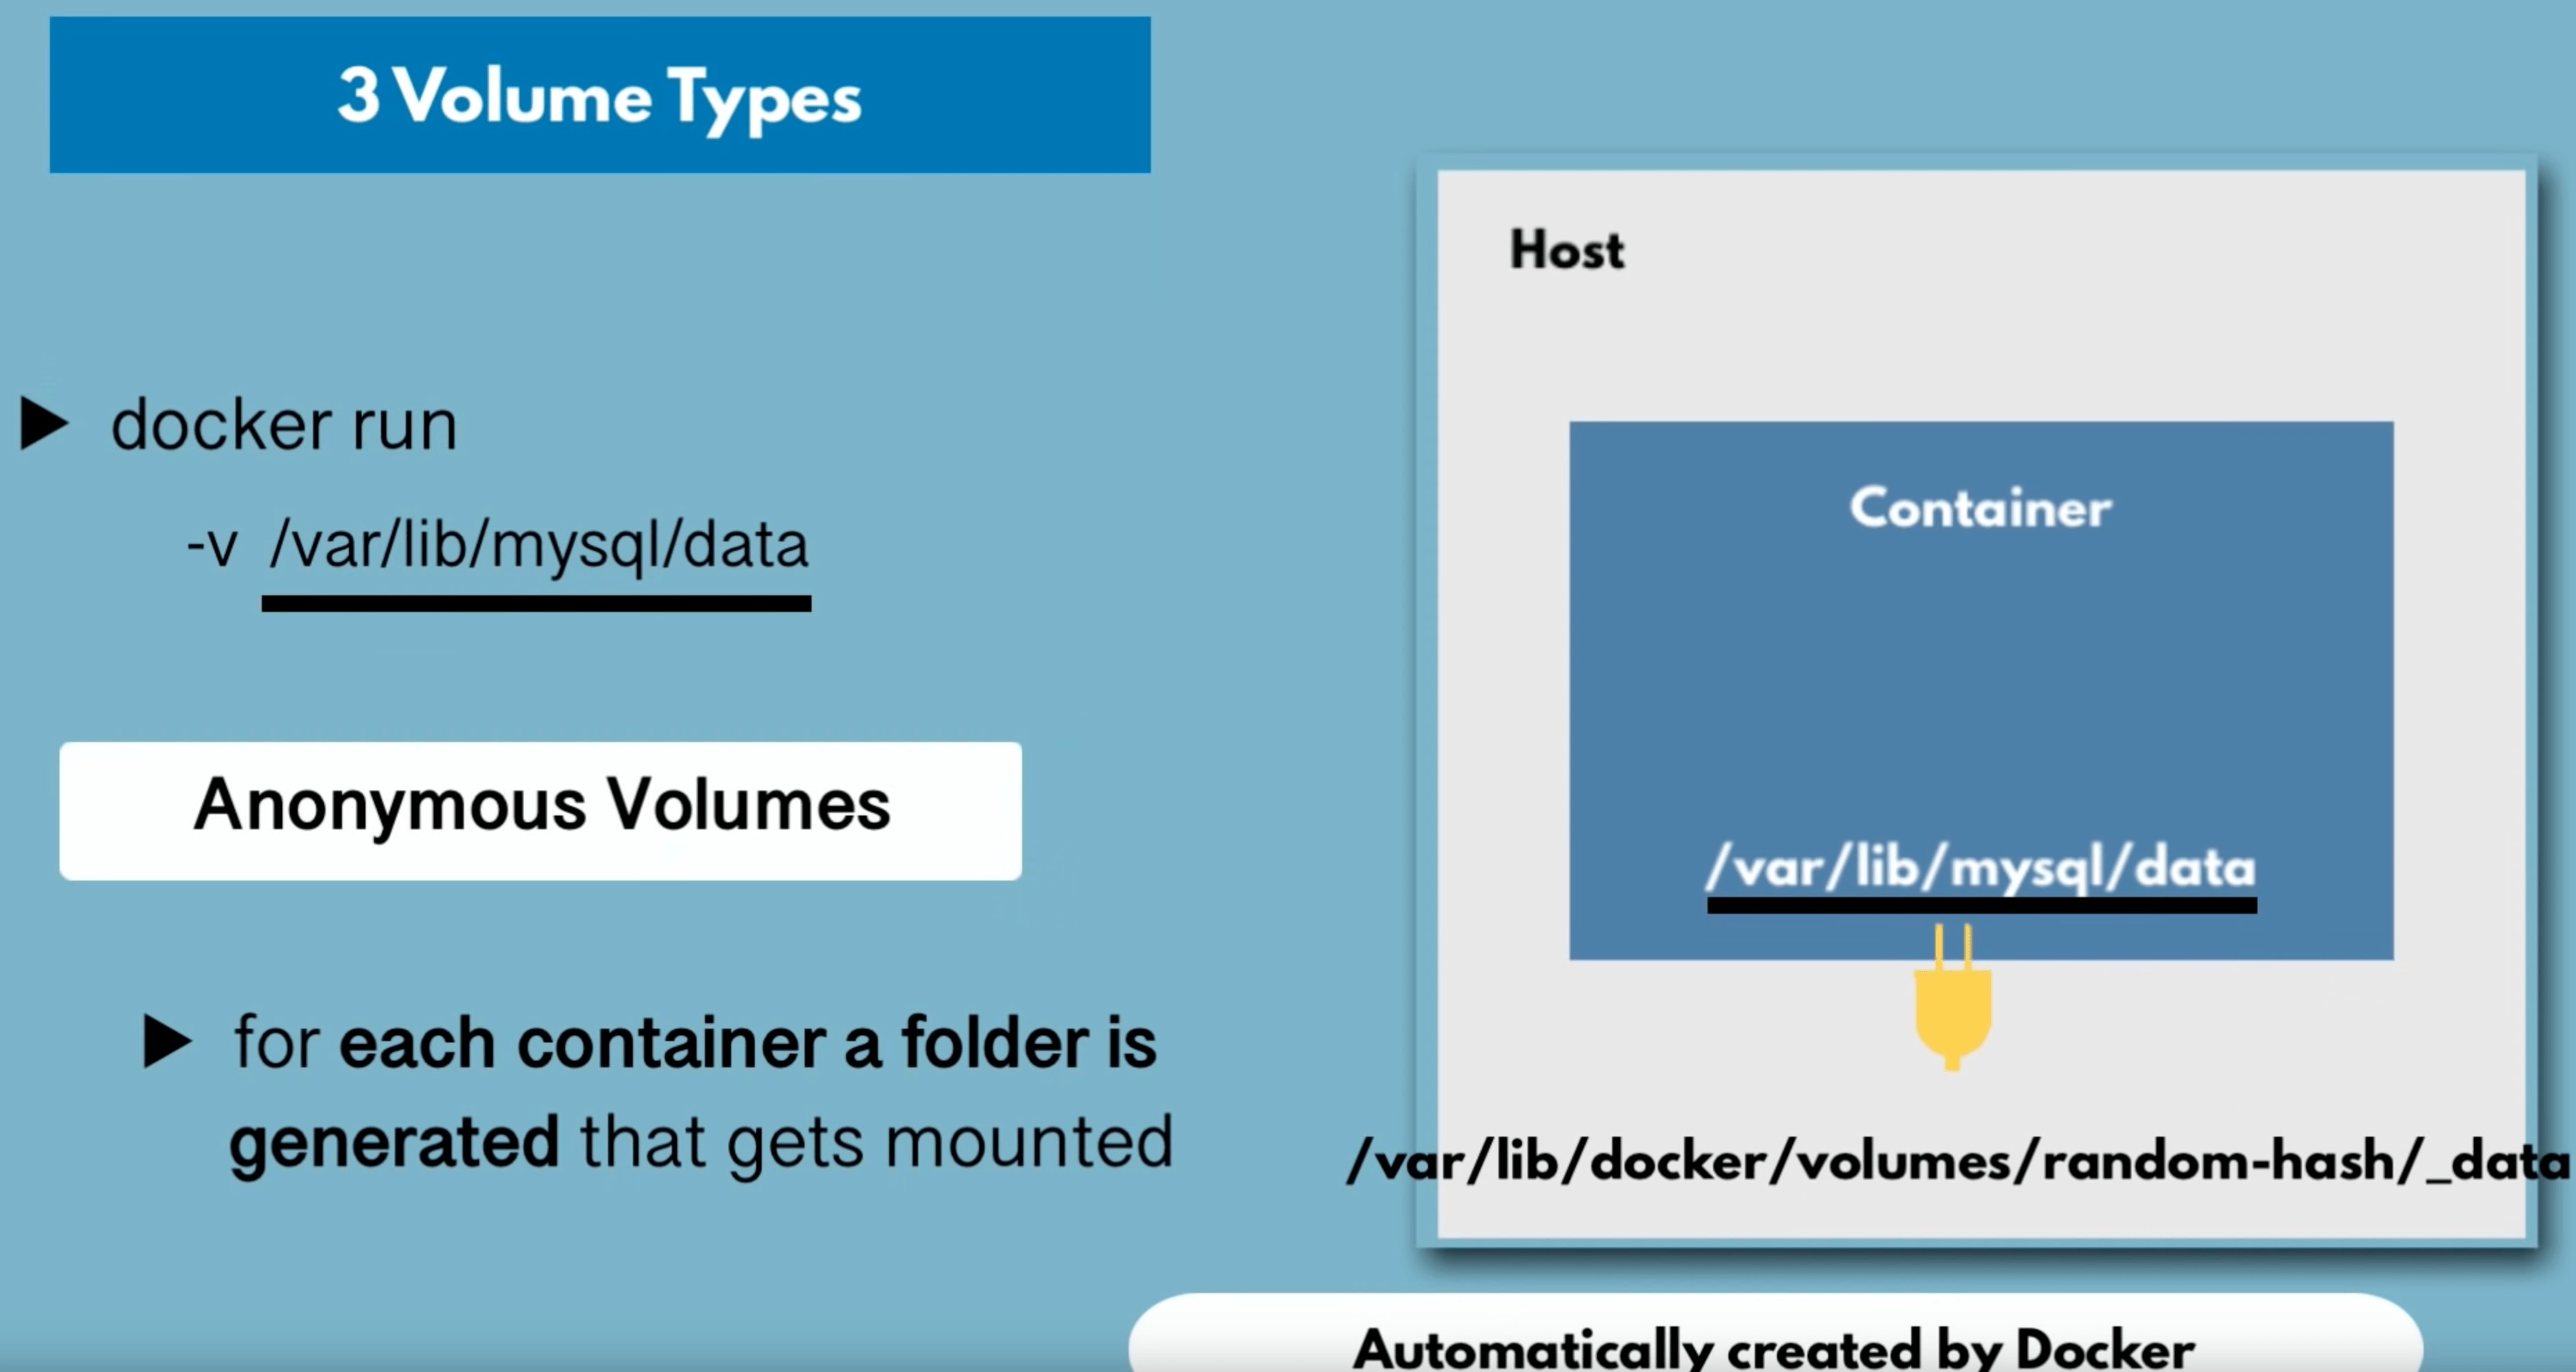 3 Volume Types
docker run
-v /var/lib/mysql/data
Anonymous Volumes
for each container a folder is
generated that gets mounted
Host
Container
/var/lib/mysql/data
/var/lib/docker/volumes/random-hash/_data
Automatically created by Docker